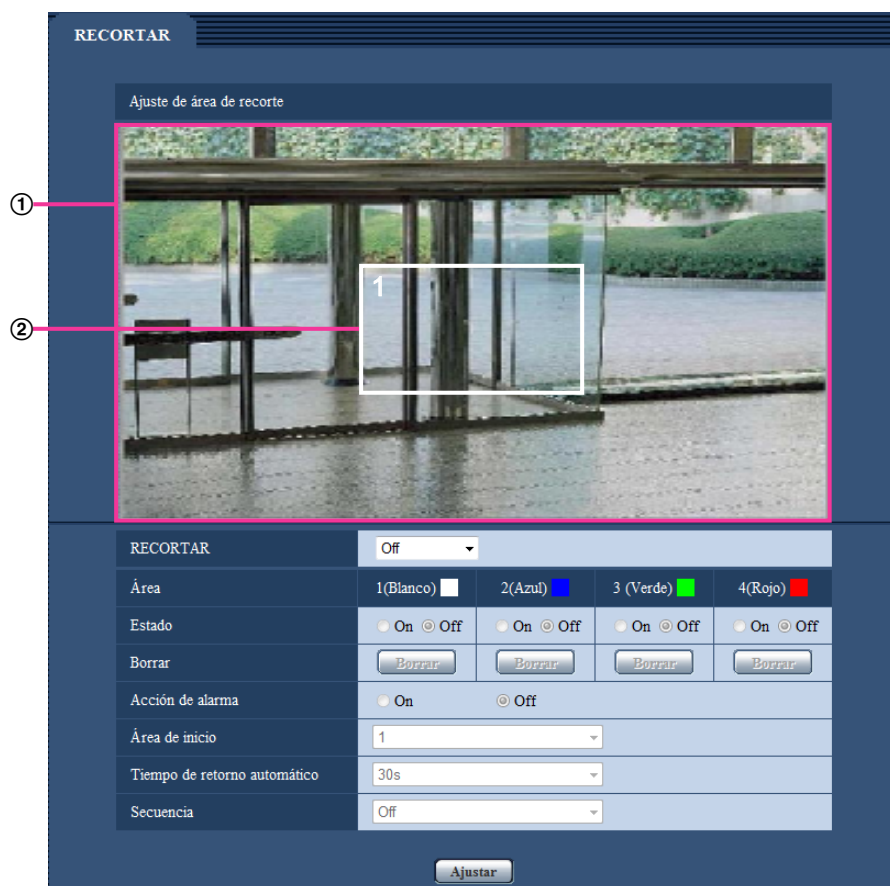 RECORTAR
Ajuste de área de recorte
①
1
②
RECORTAR Off
Área 1(Blanco) 2(Azul) 3 (Verde) 4(Rojo)
Estado On Off On Off On Off On Off
Borrar Borrar Borrar Borrar Borrar
Acción de alarma On Off
Área de inicio 1
Tiempo de retorno automático 30s
Secuencia Off
Ajustar